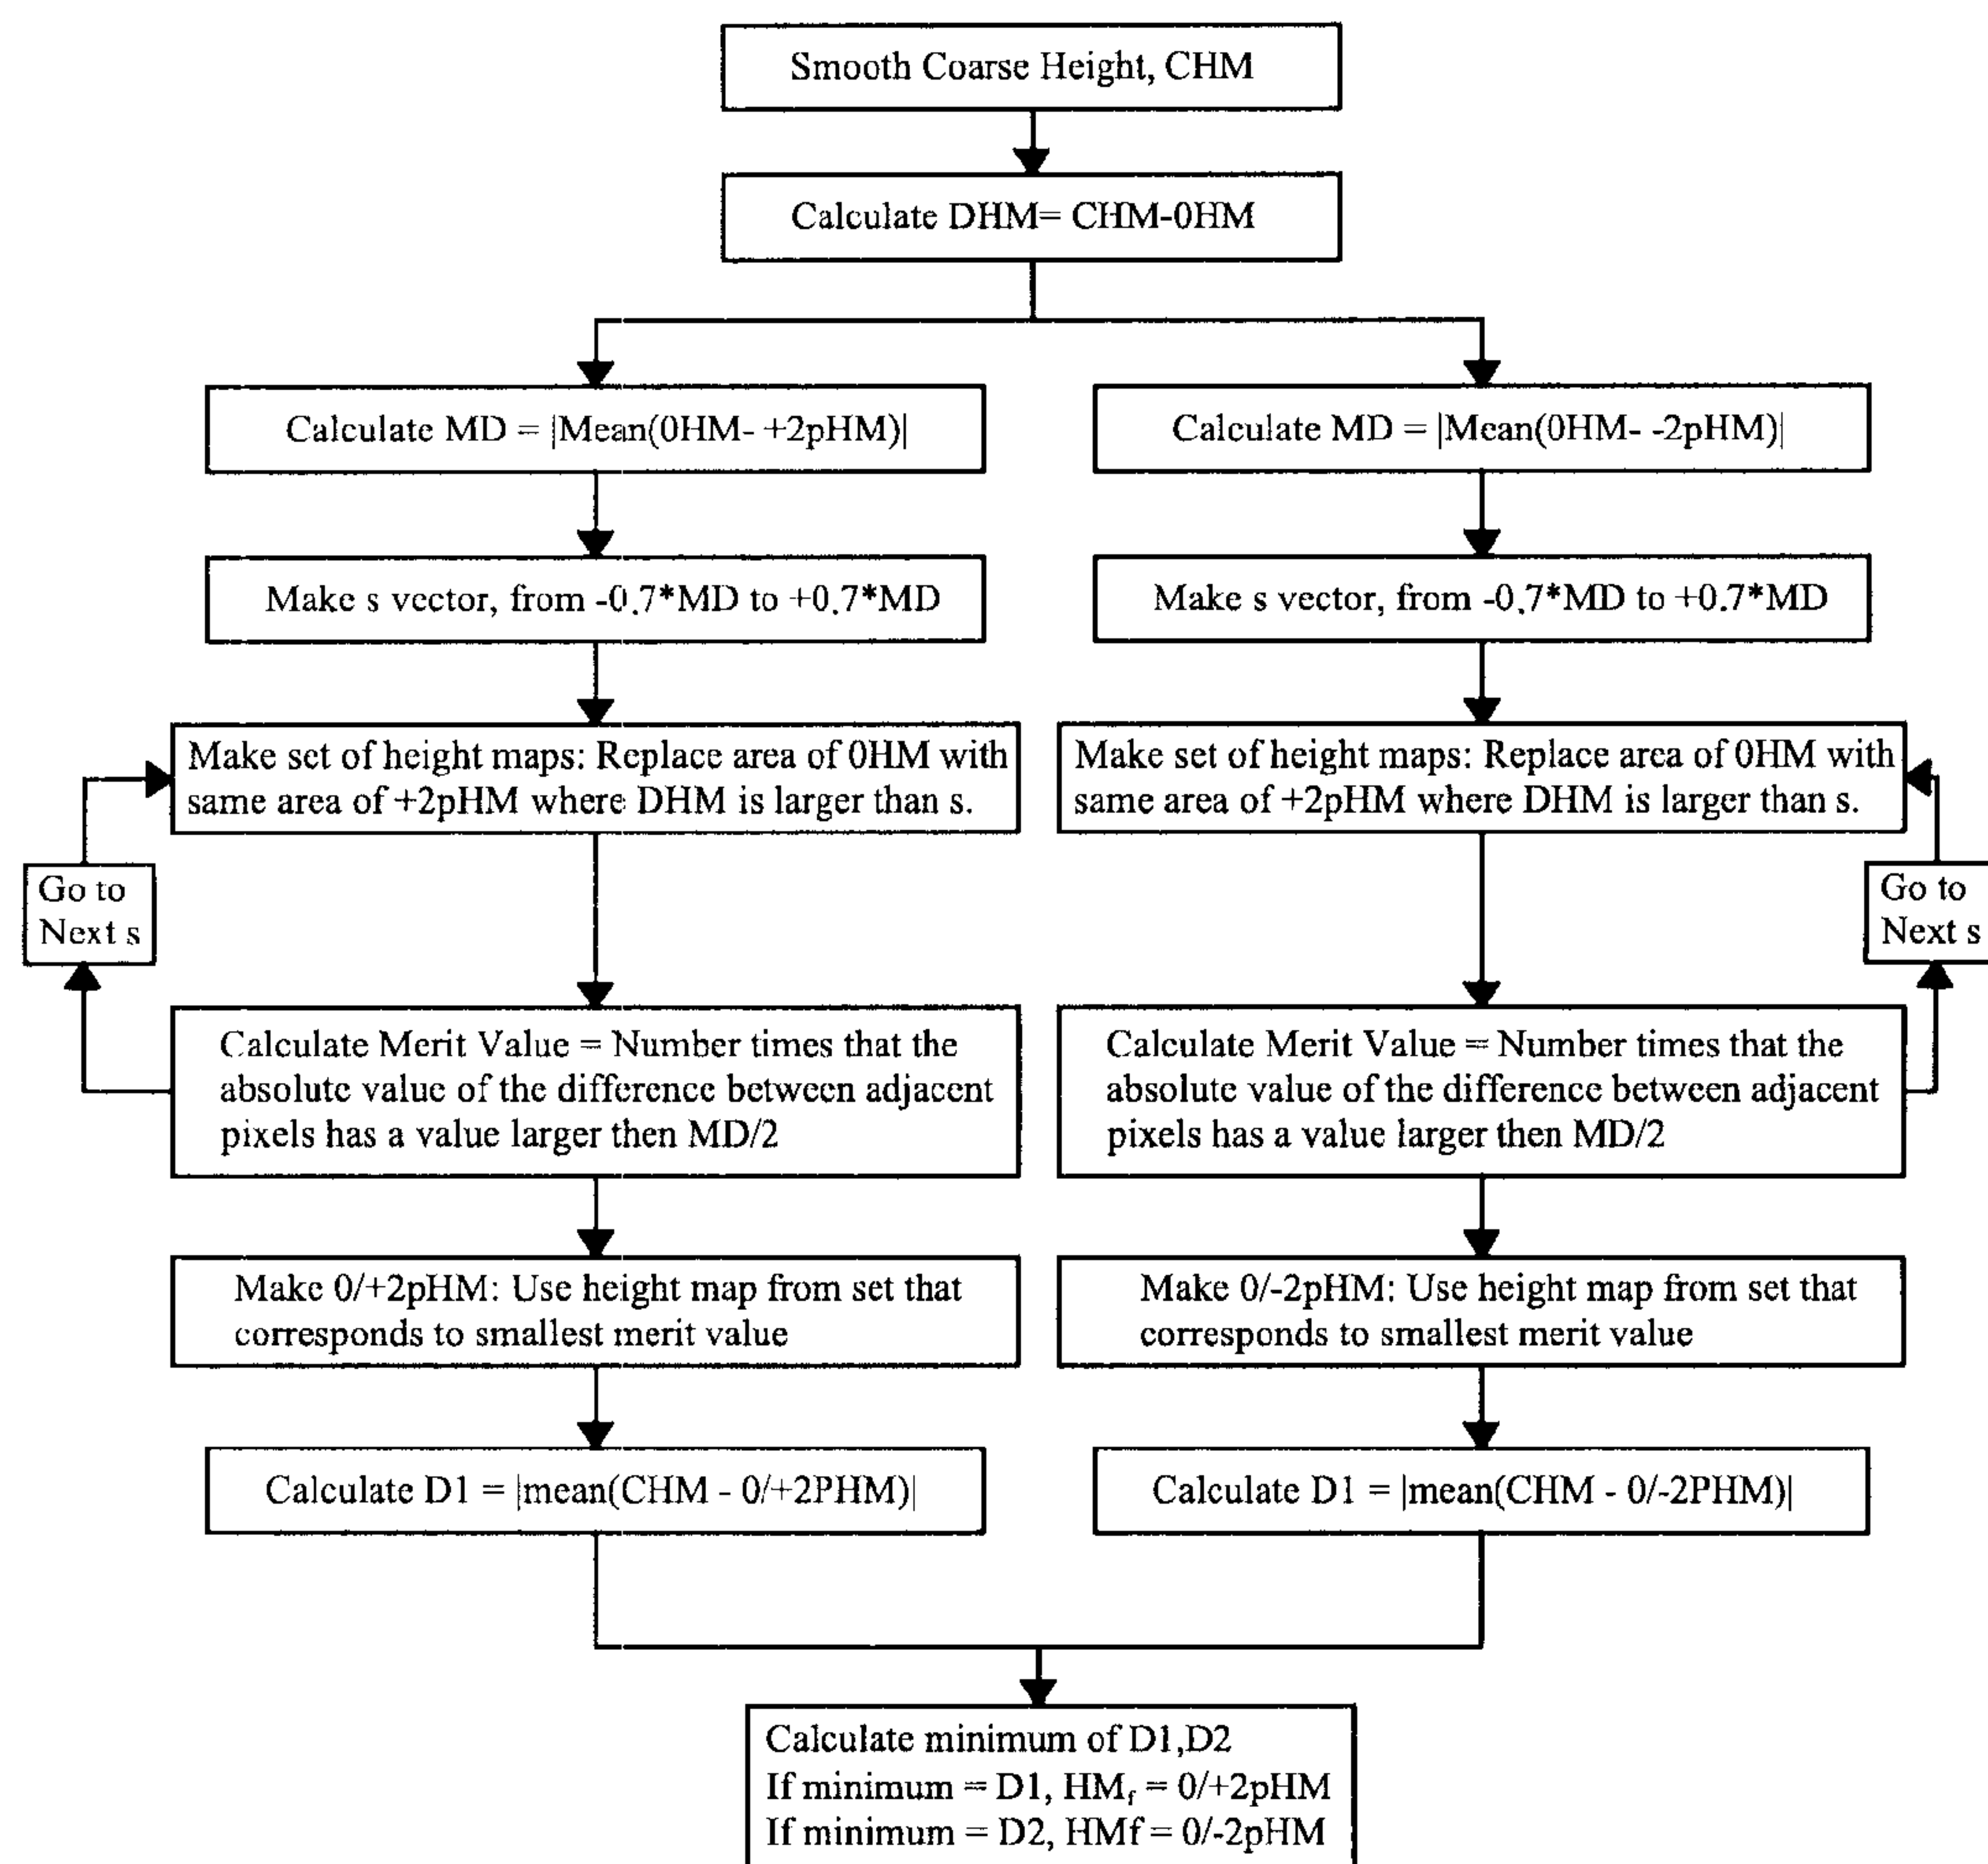 Smooth Coarse Height, CHM
Calculate DHM= CHM-0HM
Calculate MD = |Mean(0HM- +2pHM)|
Calculate MD = |Mean(0HM- -2pHM)|
Make s vector, from -0.7*MD to +0.7*MD
Make s vector, from -0.7*MD to +0.7*MD
Make set of height maps: Replace area of 0HM with
same area of +2pHM where DHM is larger than s.
Make set of height maps: Replace area of 0HM with
same area of +2pHM where DHM is larger than s.
Go to
Next s
Go to
Next s
Calculate Merit Value = Number times that the
absolute value of the difference between adjacent
pixels has a value larger then MD/2
Calculate Merit Value = Number times that the
absolute value of the difference between adjacent
pixels has a value larger then MD/2
Make 0/+2pHM: Use height map from set that
corresponds to smallest merit value
Make 0/-2pHM: Use height map from set that
corresponds to smallest merit value
Calculate D1 = |mean(CHM - 0/+2PHM)|
Calculate D1 = |mean(CHM - 0/-2PHM)|
Calculate minimum of D1,D2
If minimum = D1, HMf = 0/+2pHM
If minimum = D2, HMf = 0/-2pHM